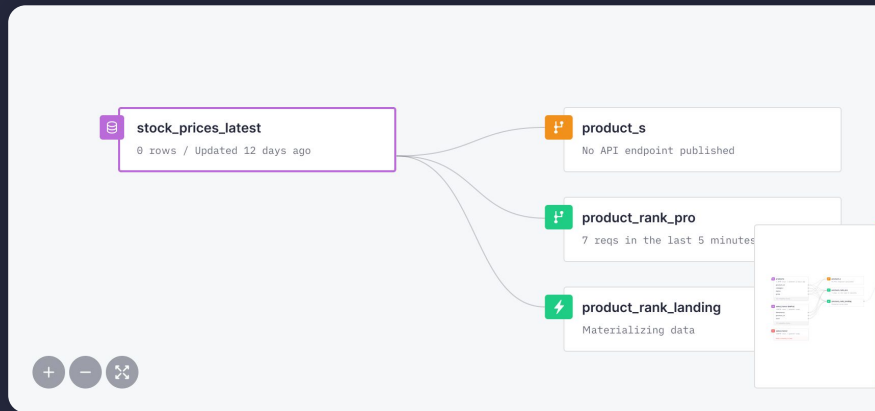 stock_prices_latest
0 rows / Updated 12 days ago
product_s
No API endpoint published
product_rank_pro
7 reqs in the last 5 minutes
product_rank_landing
Materializing data